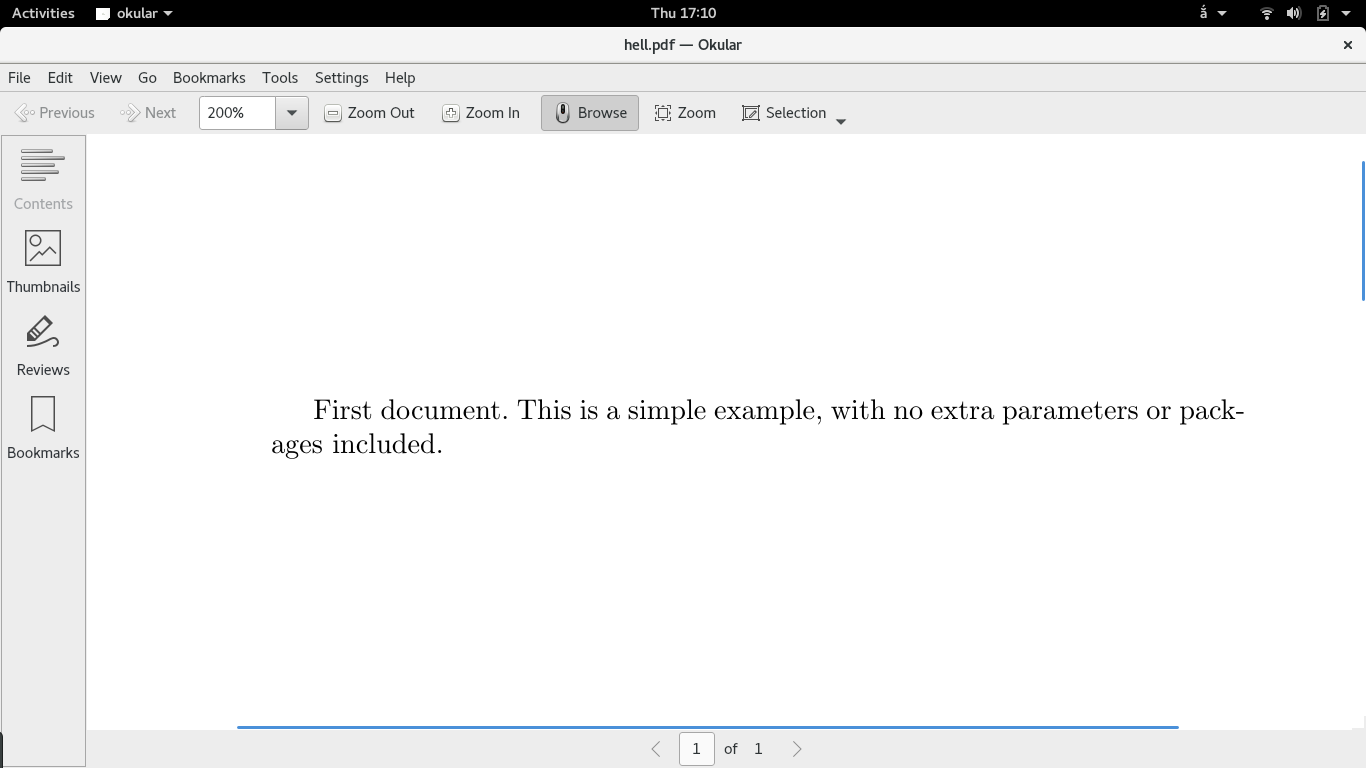 Activities okular Thu 17:10 ǎ
hell.pdf — Okular
File Edit View Go Bookmarks Tools Settings Help
Previous Next 200% Zoom Out Zoom In Browse Zoom Selection
Contents
Thumbnails
Reviews
Bookmarks
First document. This is a simple example, with no extra parameters or pack-
ages included.
1 of 1